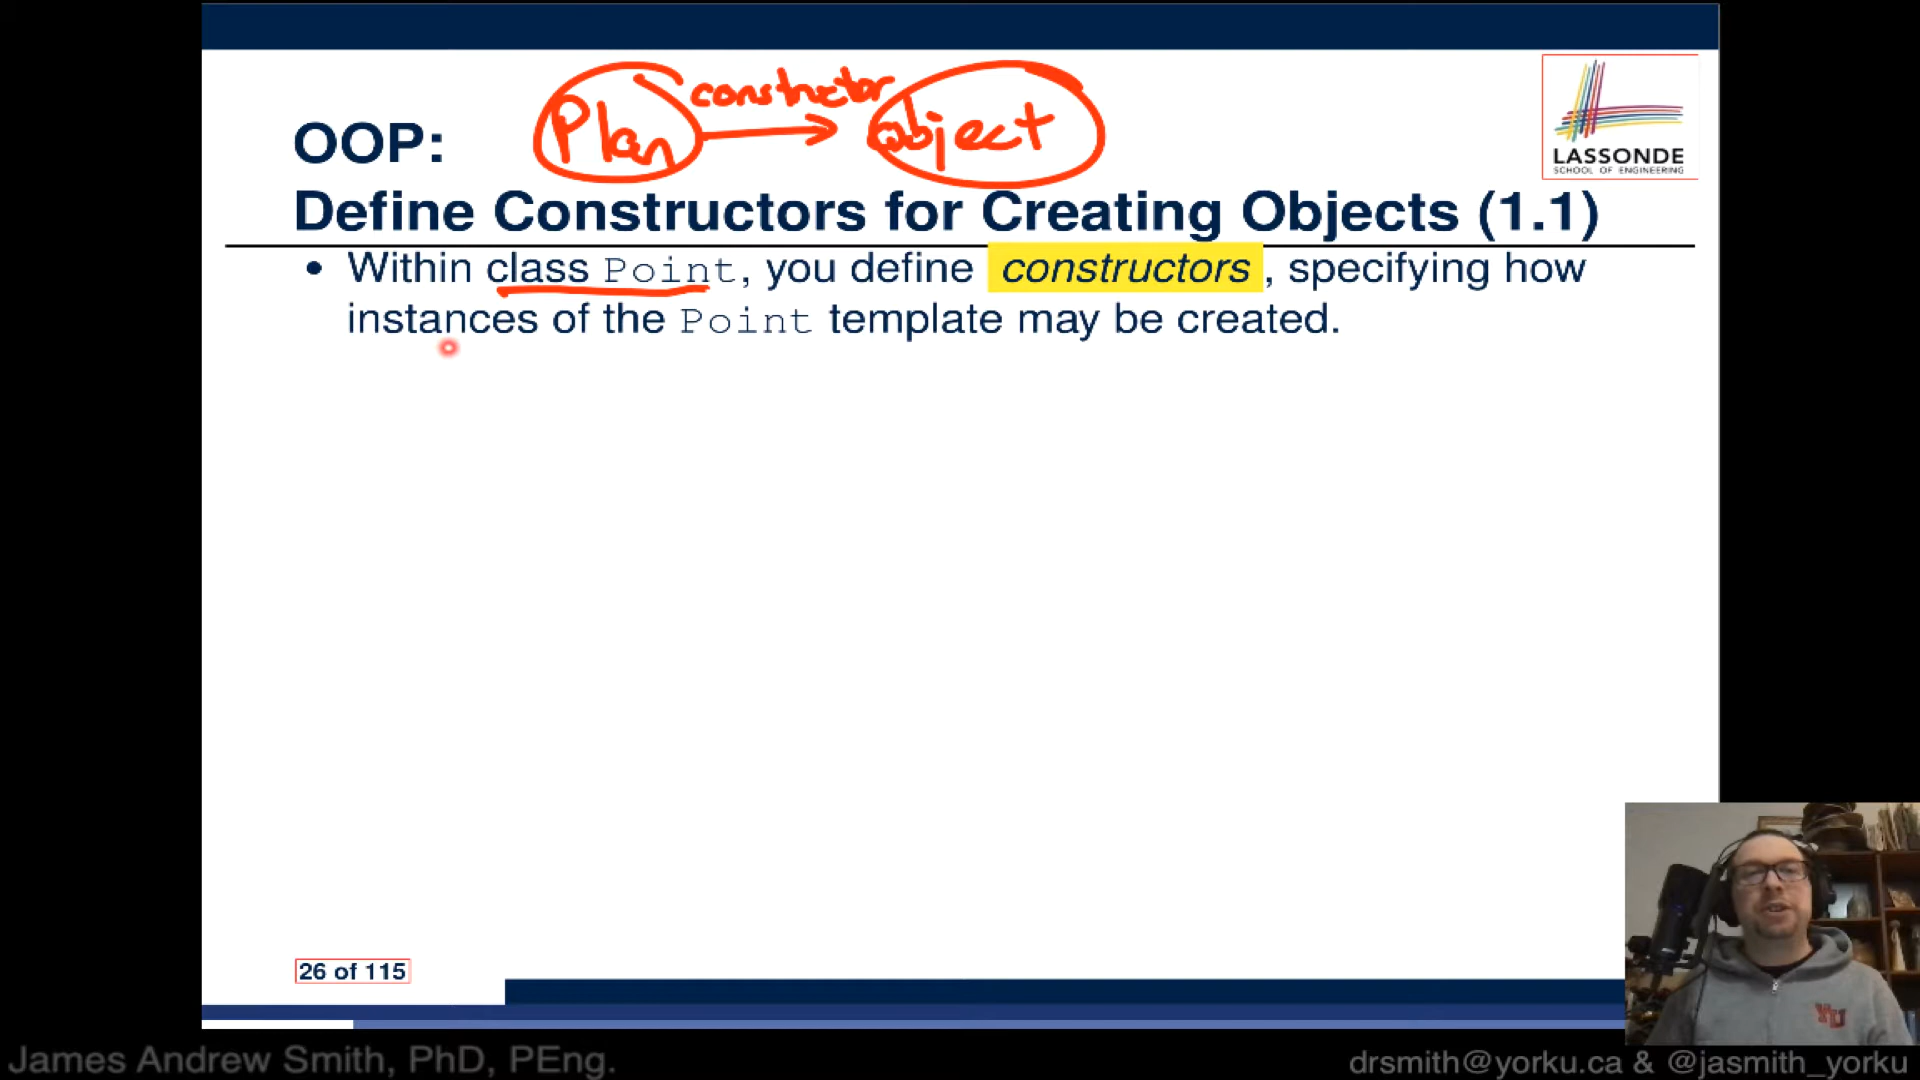 Plan constructor object
OOP:
LASSONDE
SCHOOL OF ENGINEERING
Define Constructors for Creating Objects (1.1)
• Within class Point, you define constructors, specifying how
instances of the Point template may be created.
26 of 115
YU
James Andrew Smith, PhD, PEng.
drsmith@yorku.ca & @jasmith_yorku